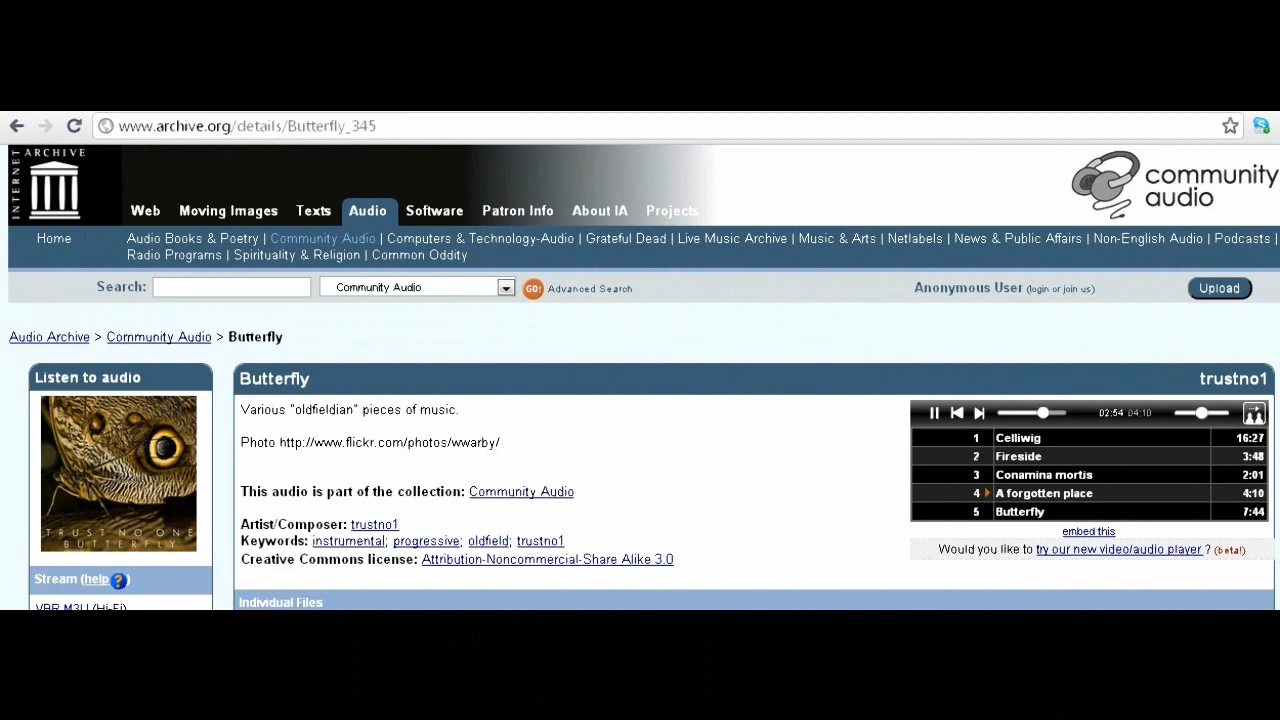 www.archive.org/details/Butterfly_345
INTERNET ARCHIVE
community audio
Web Moving Images Texts Audio Software Patron Info About IA Projects
Home Audio Books & Poetry | Community Audio | Computers & Technology-Audio | Grateful Dead | Live Music Archive | Music & Arts | Netlabels | News & Public Affairs | Non-English Audio | Podcasts |
Radio Programs | Spirituality & Religion | Common Oddity
Search: Community Audio GO! Advanced Search Anonymous User (login or join us) Upload
Audio Archive > Community Audio > Butterfly
Listen to audio
TRUST NO ONE
BUTTERFLY
Stream (help ?)
VBR M3U (Hi-Fi)
Butterfly trustno1
Various "oldfieldian" pieces of music.
Photo http://www.flickr.com/photos/wwarby/
This audio is part of the collection: Community Audio
Artist/Composer: trustno1
Keywords: instrumental; progressive; oldfield; trustno1
Creative Commons license: Attribution-Noncommercial-Share Alike 3.0
Individual Files
02:54 04:10
1 Celliwig 16:27
2 Fireside 3:48
3 Conamina mortis 2:01
4 A forgotten place 4:10
5 Butterfly 7:44
embed this
Would you like to try our new video/audio player ? (beta!)